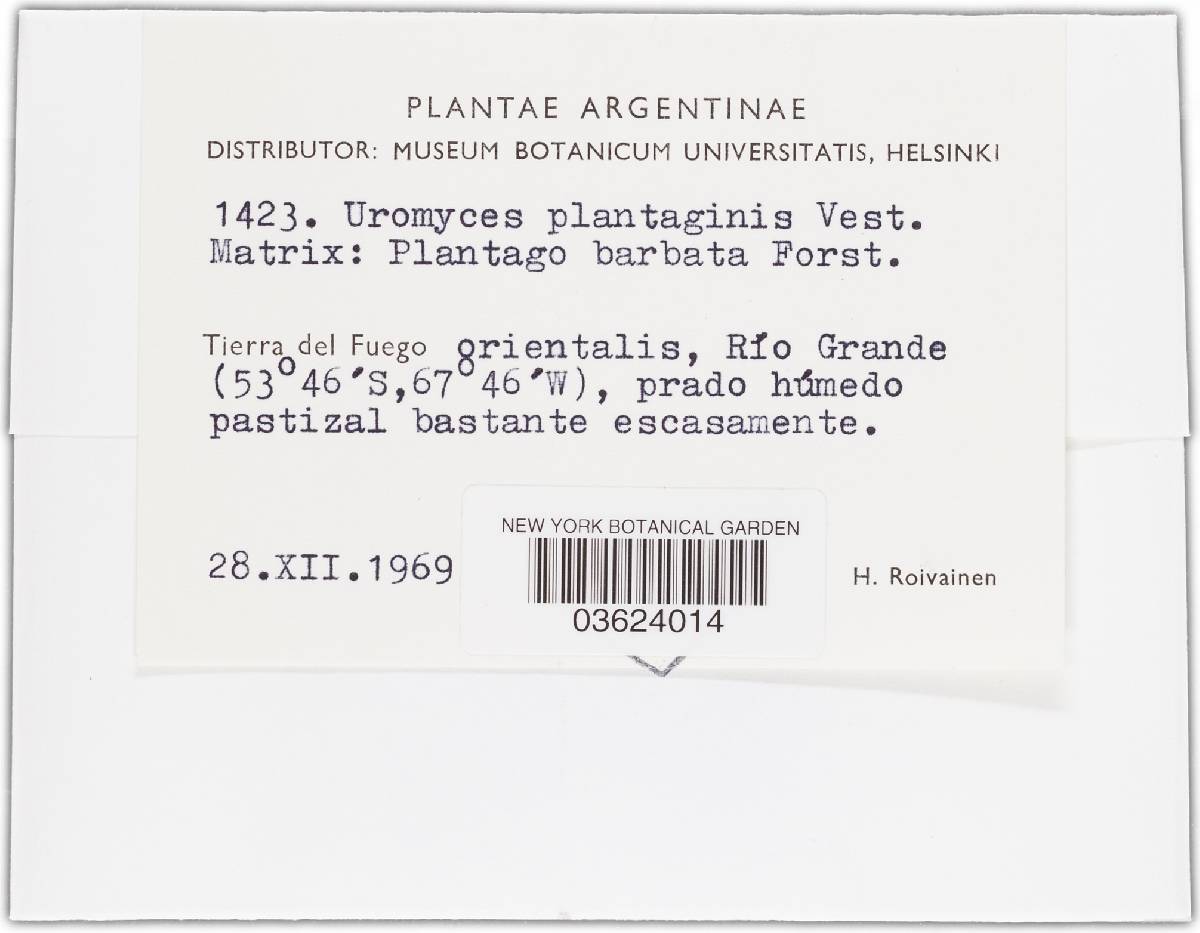 PLANTAE ARGENTINAE
DISTRIBUTOR: MUSEUM BOTANICUM UNIVERSITATIS, HELSINKI
1423. Uromyces plantaginis Vest.
Matrix: Plantago barbata Forst.
Tierra del Fuego orientalis, Río Grande
(53°46′S,67°46′W), prado húmedo
pastizal bastante escasamente.
NEW YORK BOTANICAL GARDEN
28.XII.1969
H. Roivainen
03624014